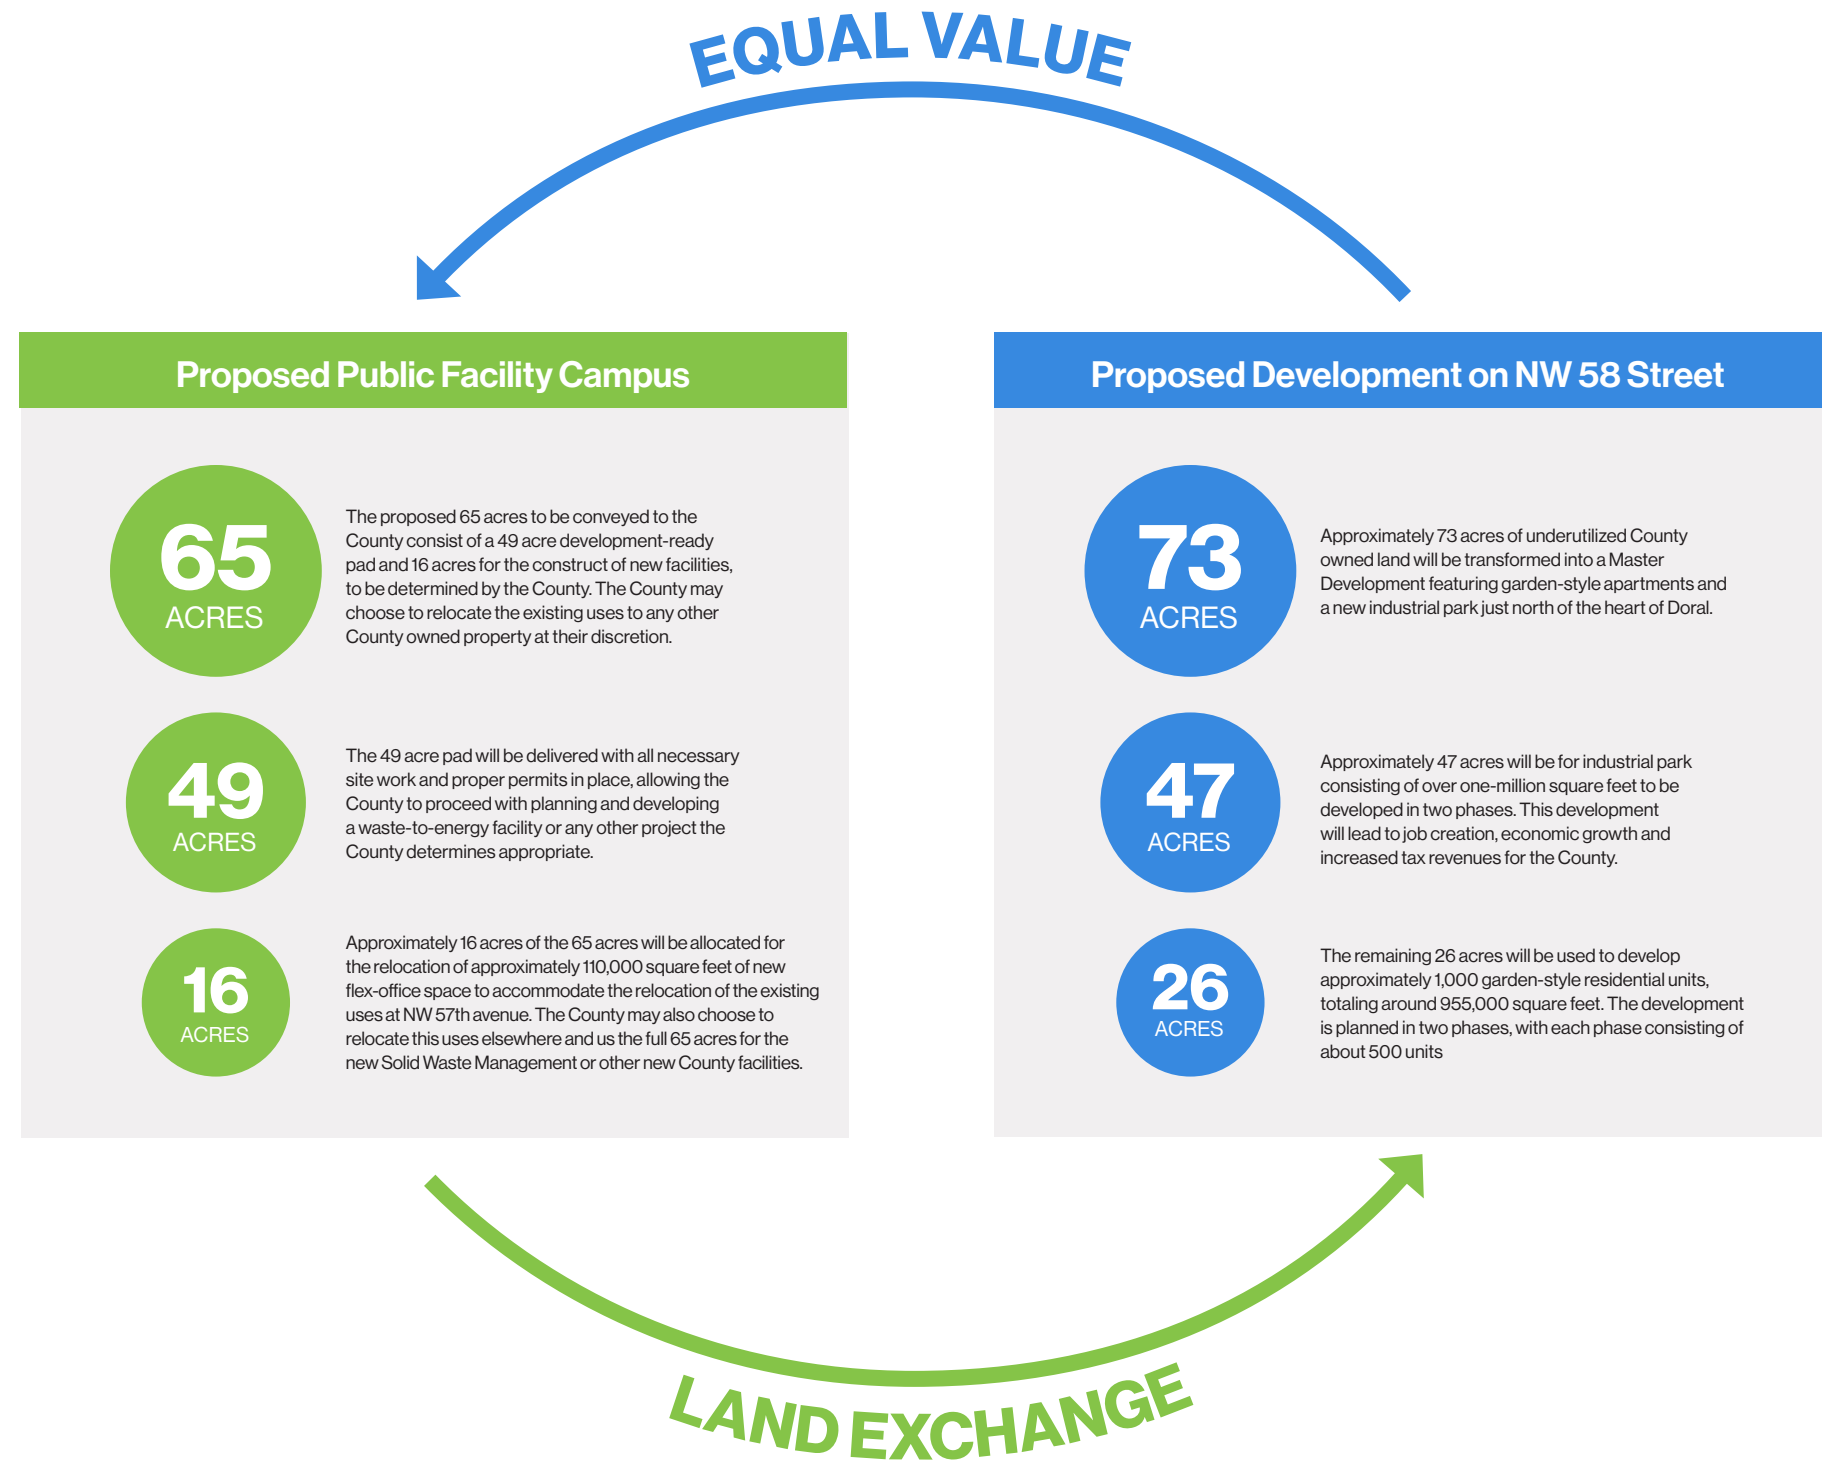 EQUAL VALUE
Proposed Public Facility Campus
65
ACRES
The proposed 65 acres to be conveyed to the
County consist of a 49 acre development-ready
pad and 16 acres for the construct of new facilities,
to be determined by the County. The County may
choose to relocate the existing uses to any other
County owned property at their discretion.
49
ACRES
The 49 acre pad will be delivered with all necessary
site work and proper permits in place, allowing the
County to proceed with planning and developing
a waste-to-energy facility or any other project the
County determines appropriate.
16
ACRES
Approximately 16 acres of the 65 acres will be allocated for
the relocation of approximately 110,000 square feet of new
flex-office space to accommodate the relocation of the existing
uses at NW 57th avenue. The County may also choose to
relocate this uses elsewhere and us the full 65 acres for the
new Solid Waste Management or other new County facilities.
Proposed Development on NW 58 Street
73
ACRES
Approximately 73 acres of underutilized County
owned land will be transformed into a Master
Development featuring garden-style apartments and
a new industrial park just north of the heart of Doral.
47
ACRES
Approximately 47 acres will be for industrial park
consisting of over one-million square feet to be
developed in two phases. This development
will lead to job creation, economic growth and
increased tax revenues for the County.
26
ACRES
The remaining 26 acres will be used to develop
approximately 1,000 garden-style residential units,
totaling around 955,000 square feet. The development
is planned in two phases, with each phase consisting of
about 500 units
LAND EXCHANGE